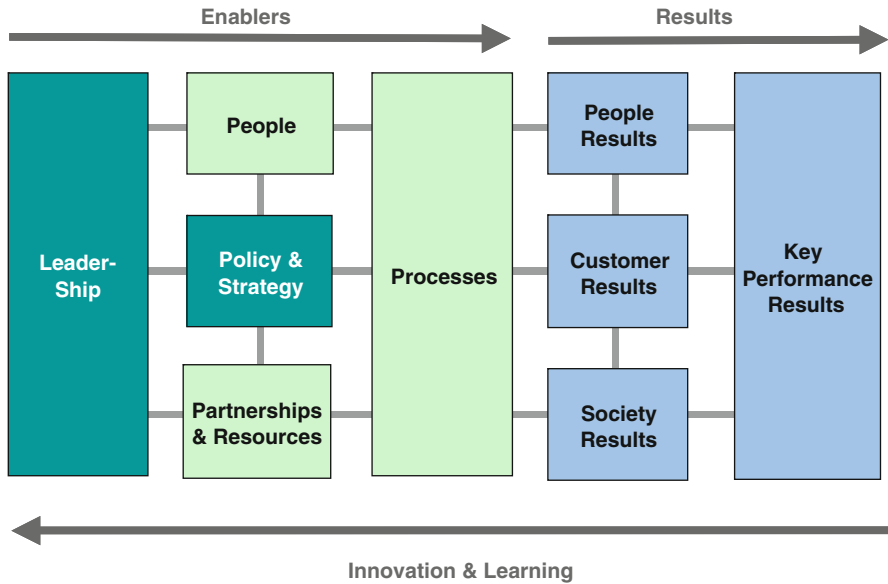 Enablers
Results
Leader-
Ship
People
Policy &
Strategy
Partnerships
& Resources
Processes
People
Results
Customer
Results
Society
Results
Key
Performance
Results
Innovation & Learning